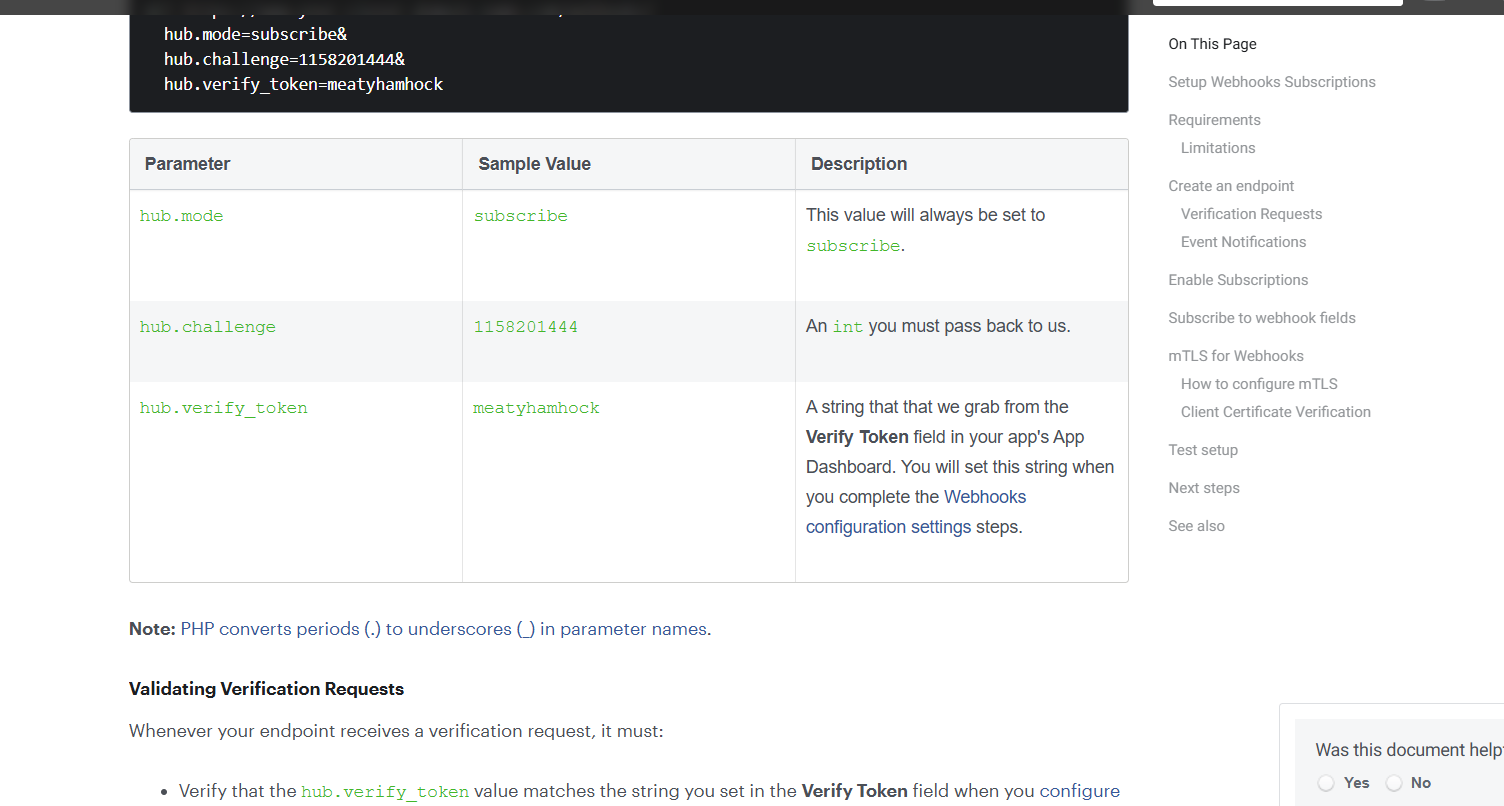 hub.mode=subscribe&
hub.challenge=1158201444&
hub.verify_token=meatyhamhock
Parameter Sample Value Description
hub.mode subscribe This value will always be set to
subscribe.
hub.challenge 1158201444 An int you must pass back to us.
hub.verify_token meatyhamhock A string that that we grab from the
Verify Token field in your app's App
Dashboard. You will set this string when
you complete the Webhooks
configuration settings steps.
Note: PHP converts periods (.) to underscores (_) in parameter names.
Validating Verification Requests
Whenever your endpoint receives a verification request, it must:
• Verify that the hub.verify_token value matches the string you set in the Verify Token field when you configure
On This Page
Setup Webhooks Subscriptions
Requirements
Limitations
Create an endpoint
Verification Requests
Event Notifications
Enable Subscriptions
Subscribe to webhook fields
mTLS for Webhooks
How to configure mTLS
Client Certificate Verification
Test setup
Next steps
See also
Was this document help
Yes No